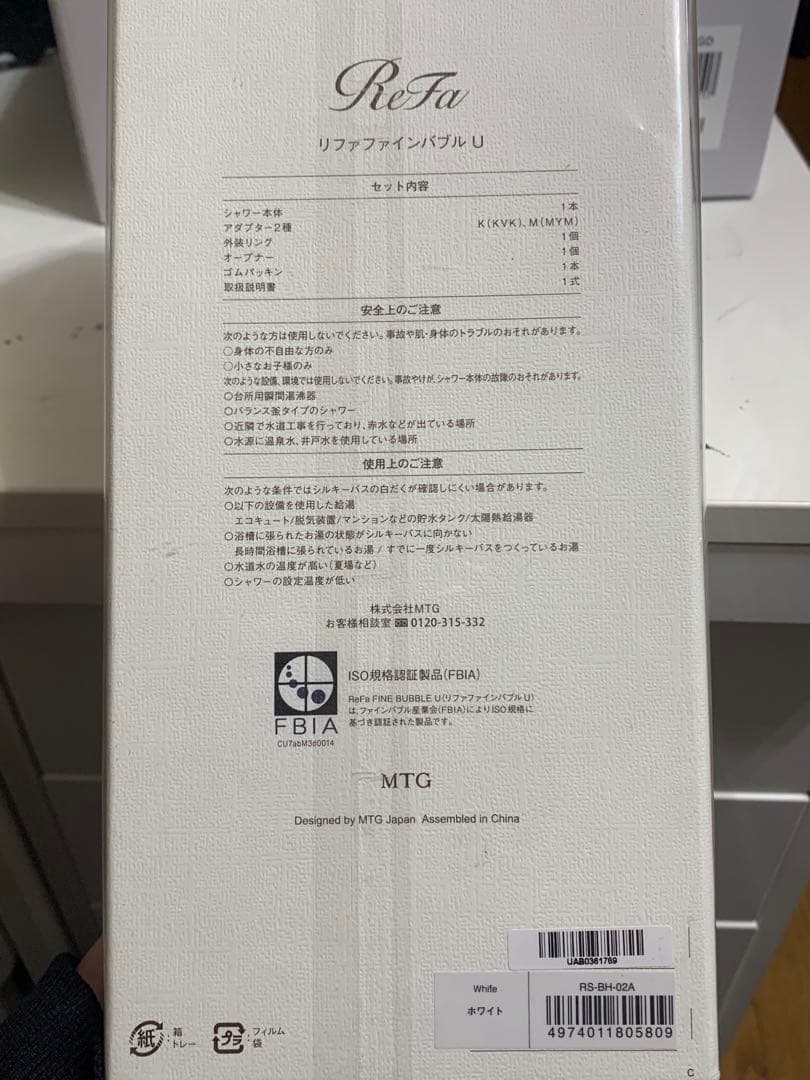 ReFa
リファファインバブル U
セット内容
シャワー本体 1本
アダプター2種 K(KVK)、M(MYM)
外装リング 1個
オープナー 1個
ゴムパッキン 1本
取扱説明書 1式
安全上のご注意
次のような方は使用しないでください。事故や肌・身体のトラブルのおそれがあります。
○身体の不自由な方のみ
○小さなお子様のみ
次のような設備、環境では使用しないでください。事故やけが、シャワー本体の故障のおそれがあります。
○台所用瞬間湯沸器
○バランス釜タイプのシャワー
○近隣で水道工事を行っており、赤水などが出ている場所
○水源に温泉水、井戸水を使用している場所
使用上のご注意
次のような条件ではシルキーバスの白だくが確認しにくい場合があります。
○以下の設備を使用した給湯
エコキュート/脱気装置/マンションなどの貯水タンク/太陽熱給湯器
○浴槽に張られたお湯の状態がシルキーバスに向かない
長時間浴槽に張られているお湯 / すでに一度シルキーバスをつくっているお湯
○水道水の温度が高い(夏場など)
○シャワーの設定温度が低い
株式会社MTG
お客様相談室 0120-315-332
ISO規格認証製品(FBIA)
ReFa FINE BUBBLE U(リファファインバブル U)
は、ファインバブル産業会(FBIA)によりISO規格に
基づき認証された製品です。
FBIA
CU7abM3d0014
MTG
Designed by MTG Japan Assembled in China
UAB0361769
White
ホワイト
RS-BH-02A
4974011805809
紙 箱
トレー
プラ フィルム
袋
C